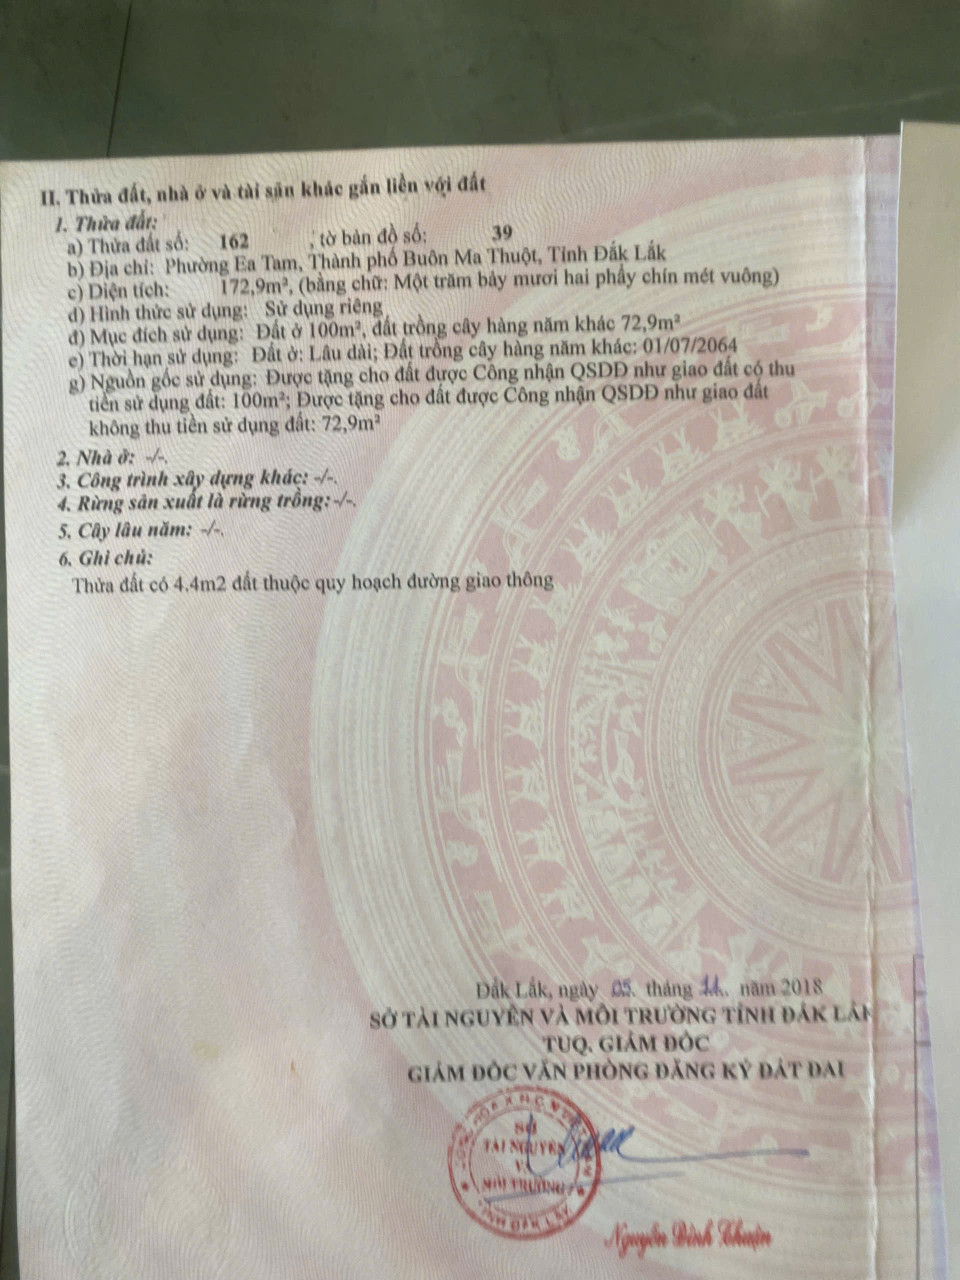 II. Thửa đất, nhà ở và tài sản khác gắn liền với đất
1. Thửa đất:
a) Thửa đất số: 162 , tờ bản đồ số: 39
b) Địa chỉ: Phường Ea Tam, Thành phố Buôn Ma Thuột, Tỉnh Đắk Lắk
c) Diện tích: 172,9m², (bằng chữ: Một trăm bảy mươi hai phẩy chín mét vuông)
d) Hình thức sử dụng: Sử dụng riêng
đ) Mục đích sử dụng: Đất ở 100m², đất trồng cây hàng năm khác 72,9m²
e) Thời hạn sử dụng: Đất ở: Lâu dài; Đất trồng cây hàng năm khác: 01/07/2064
g) Nguồn gốc sử dụng: Được tặng cho đất được Công nhận QSDĐ như giao đất có thu
tiền sử dụng đất: 100m²; Được tặng cho đất được Công nhận QSDĐ như giao đất
không thu tiền sử dụng đất: 72,9m²
2. Nhà ở: -/-.
3. Công trình xây dựng khác: -/-.
4. Rừng sản xuất là rừng trồng: -/-.
5. Cây lâu năm: -/-.
6. Ghi chú:
Thửa đất có 4.4m2 đất thuộc quy hoạch đường giao thông
Đắk Lắk, ngày 05. tháng 11. năm 2018
SỞ TÀI NGUYÊN VÀ MÔI TRƯỜNG TỈNH ĐẮK LẮK
TUQ. GIÁM ĐỐC
GIÁM ĐỐC VĂN PHÒNG ĐĂNG KÝ ĐẤT ĐAI
SỞ
TÀI NGUYÊN
VÀ
MÔI TRƯỜNG
TỈNH ĐẮK LẮK
Nguyễn Đình Thuận